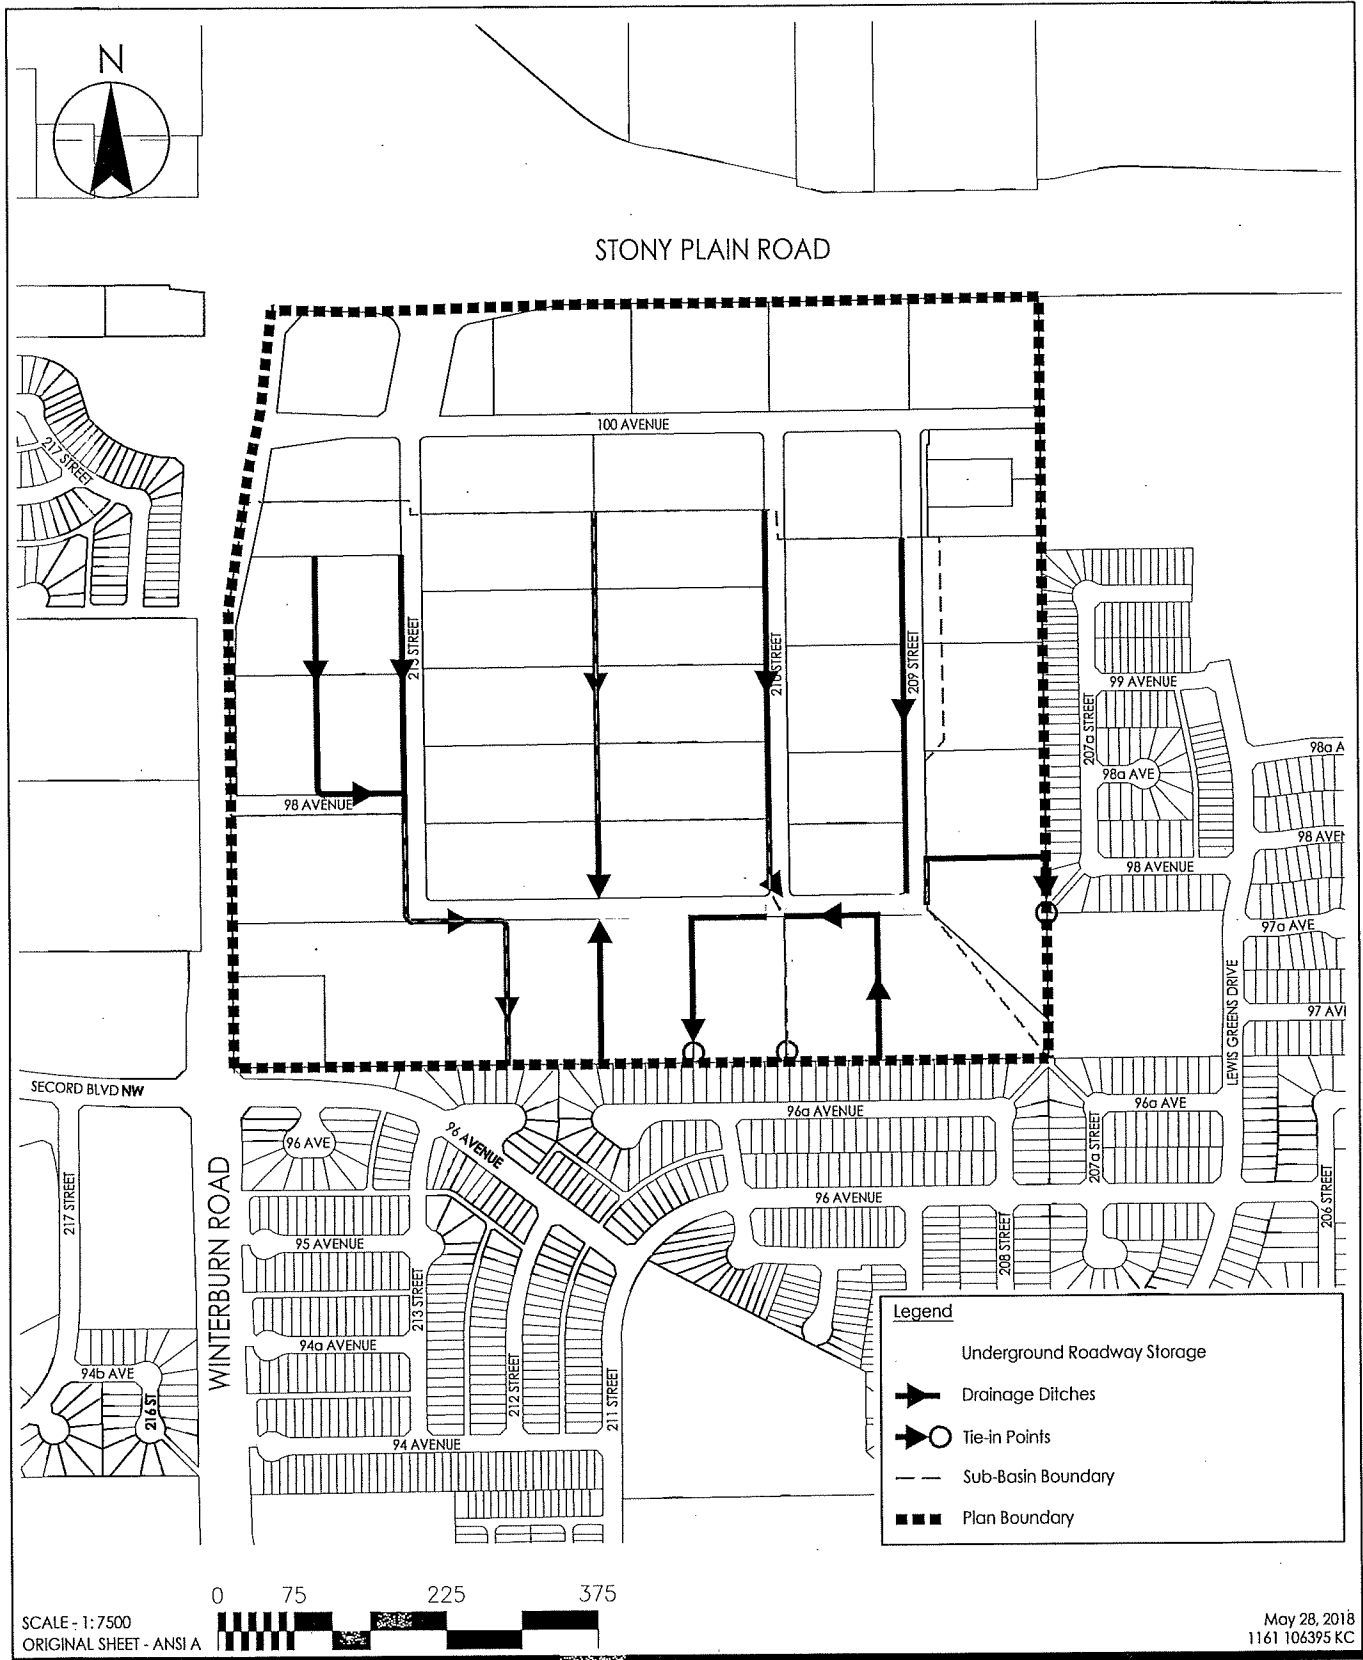 N
STONY PLAIN ROAD
100 AVENUE
217 STREET
213 STREET
210 STREET
209 STREET
99 AVENUE
207a STREET
98a A
98a AVE
98 AVENUE
98 AVEN
98 AVENUE
97a AVE
LEWIS GREENS DRIVE
97 AVE
SECORD BLVD NW
96a AVENUE
96a AVE
96 AVE
96 AVENUE
207a STREET
217 STREET
WINTERBURN ROAD
96 AVENUE
206 STREET
95 AVENUE
208 STREET
213 STREET
94a AVENUE
94b AVE
216 ST
212 STREET
211 STREET
94 AVENUE
Legend
Underground Roadway Storage
Drainage Ditches
Tie-in Points
Sub-Basin Boundary
Plan Boundary
0 75 225 375
SCALE - 1:7500
ORIGINAL SHEET - ANSI A
May 28, 2018
1161 106395 KC